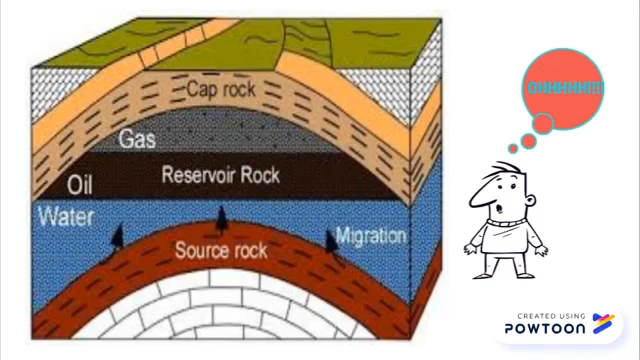 Cap rock
Gas
Reservoir Rock
Oil
Water
Migration
Source rock
OHHHHH!!!
CREATED USING
POWTOON